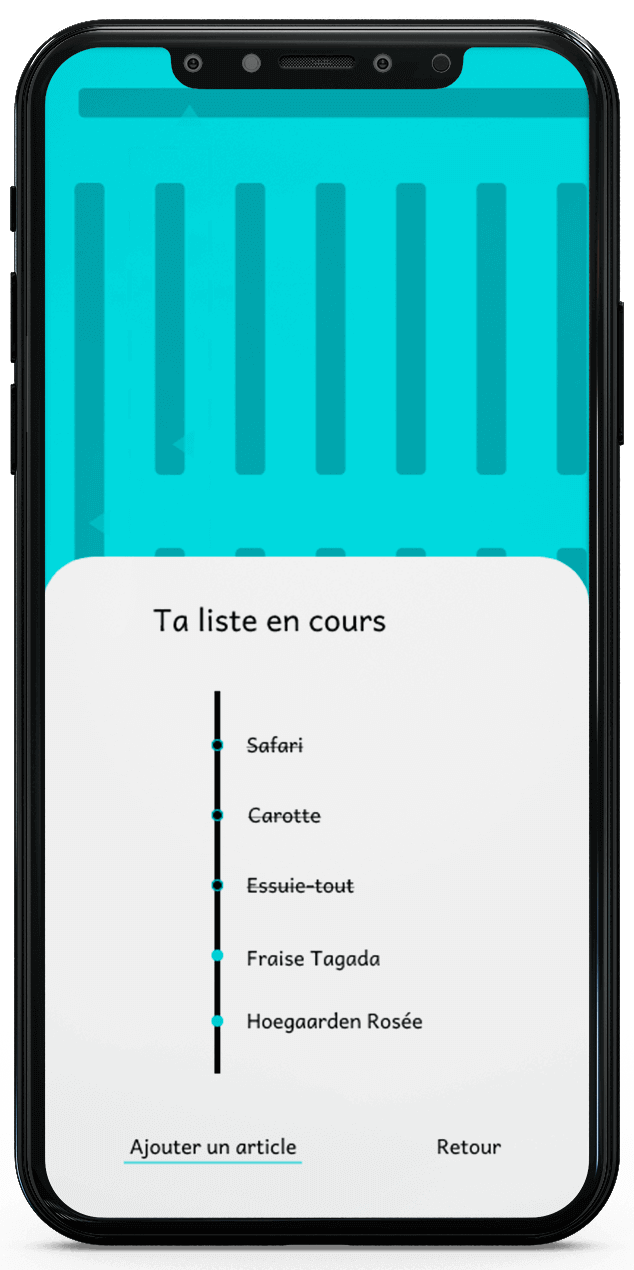 Ta liste en cours
Safari
Carotte
Essuie-tout
Fraise Tagada
Hoegaarden Rosée
Ajouter un article
Retour